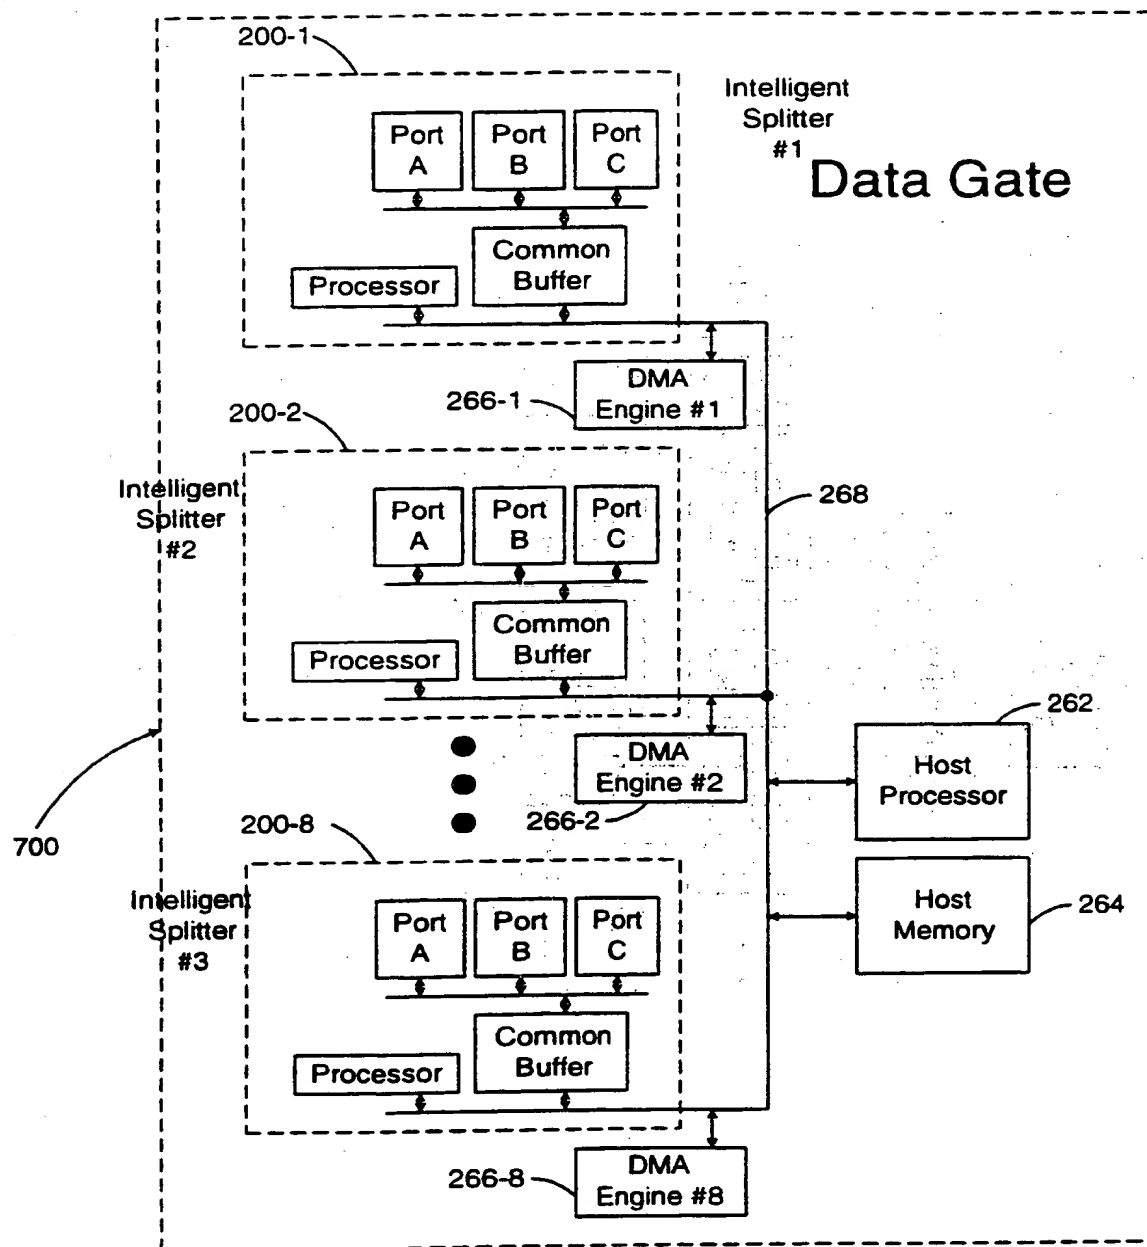 200-1
Intelligent
Splitter
#1
Data Gate
Port
A
Port
B
Port
C
Common
Buffer
Processor
DMA
Engine #1
266-1
200-2
Intelligent
Splitter
#2
Port
A
Port
B
Port
C
268
Common
Buffer
Processor
262
DMA
Engine #2
Host
Processor
266-2
200-8
700
Intelligent
Splitter
#3
Port
A
Port
B
Port
C
Host
Memory
264
Common
Buffer
Processor
DMA
Engine #8
266-8